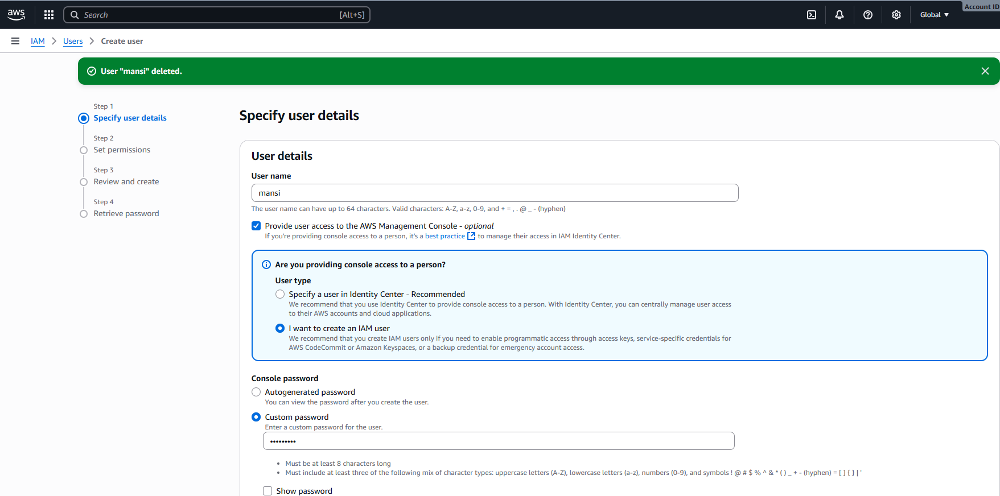 aws
Search [Alt+S]
Global
Account ID
IAM Users Create user
User "mansi" deleted.
Step 1
Specify user details
Step 2
Set permissions
Step 3
Review and create
Step 4
Retrieve password
Specify user details
User details
User name
mansi
The user name can have up to 64 characters. Valid characters: A-Z, a-z, 0-9, and + = , . @ _ - (hyphen)
Provide user access to the AWS Management Console - optional
If you're providing console access to a person, it's a best practice to manage their access in IAM Identity Center.
Are you providing console access to a person?
User type
Specify a user in Identity Center - Recommended
We recommend that you use Identity Center to provide console access to a person. With Identity Center, you can centrally manage user access
to their AWS accounts and cloud applications.
I want to create an IAM user
We recommend that you create IAM users only if you need to enable programmatic access through access keys, service-specific credentials for
AWS CodeCommit or Amazon Keyspaces, or a backup credential for emergency account access.
Console password
Autogenerated password
You can view the password after you create the user.
Custom password
Enter a custom password for the user.
•••••••••
• Must be at least 8 characters long
• Must include at least three of the following mix of character types: uppercase letters (A-Z), lowercase letters (a-z), numbers (0-9), and symbols ! @ # $ % ^ & * ( ) _ + - (hyphen) = [ ] { } | '
Show password